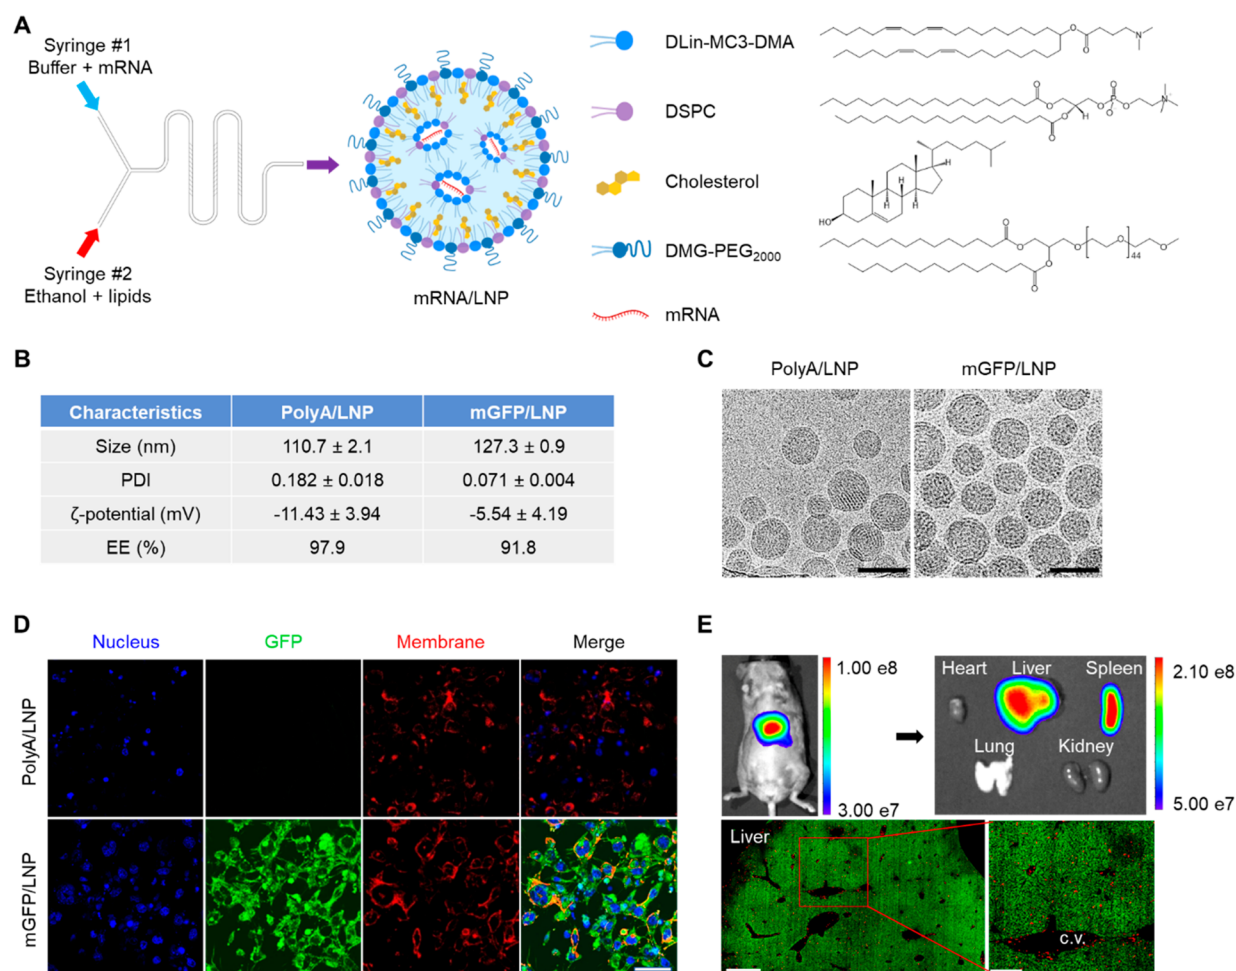 A
Syringe #1
Buffer + mRNA
Syringe #2
Ethanol + lipids
mRNA/LNP
DLin-MC3-DMA
DSPC
Cholesterol
DMG-PEG2000
mRNA
O
O
N
O
O
O
O
H
O
P
O
O
O
N
H
H
H
H
HO
O
O
O
O
O
O
44
O
B
Characteristics PolyA/LNP mGFP/LNP
Size (nm) 110.7 ± 2.1 127.3 ± 0.9
PDI 0.182 ± 0.018 0.071 ± 0.004
ζ-potential (mV) -11.43 ± 3.94 -5.54 ± 4.19
EE (%) 97.9 91.8
C
PolyA/LNP mGFP/LNP
D
Nucleus GFP Membrane Merge
PolyA/LNP
mGFP/LNP
E
1.00 e8
3.00 e7
Heart Liver Spleen
Lung Kidney
2.10 e8
5.00 e7
Liver
c.v.